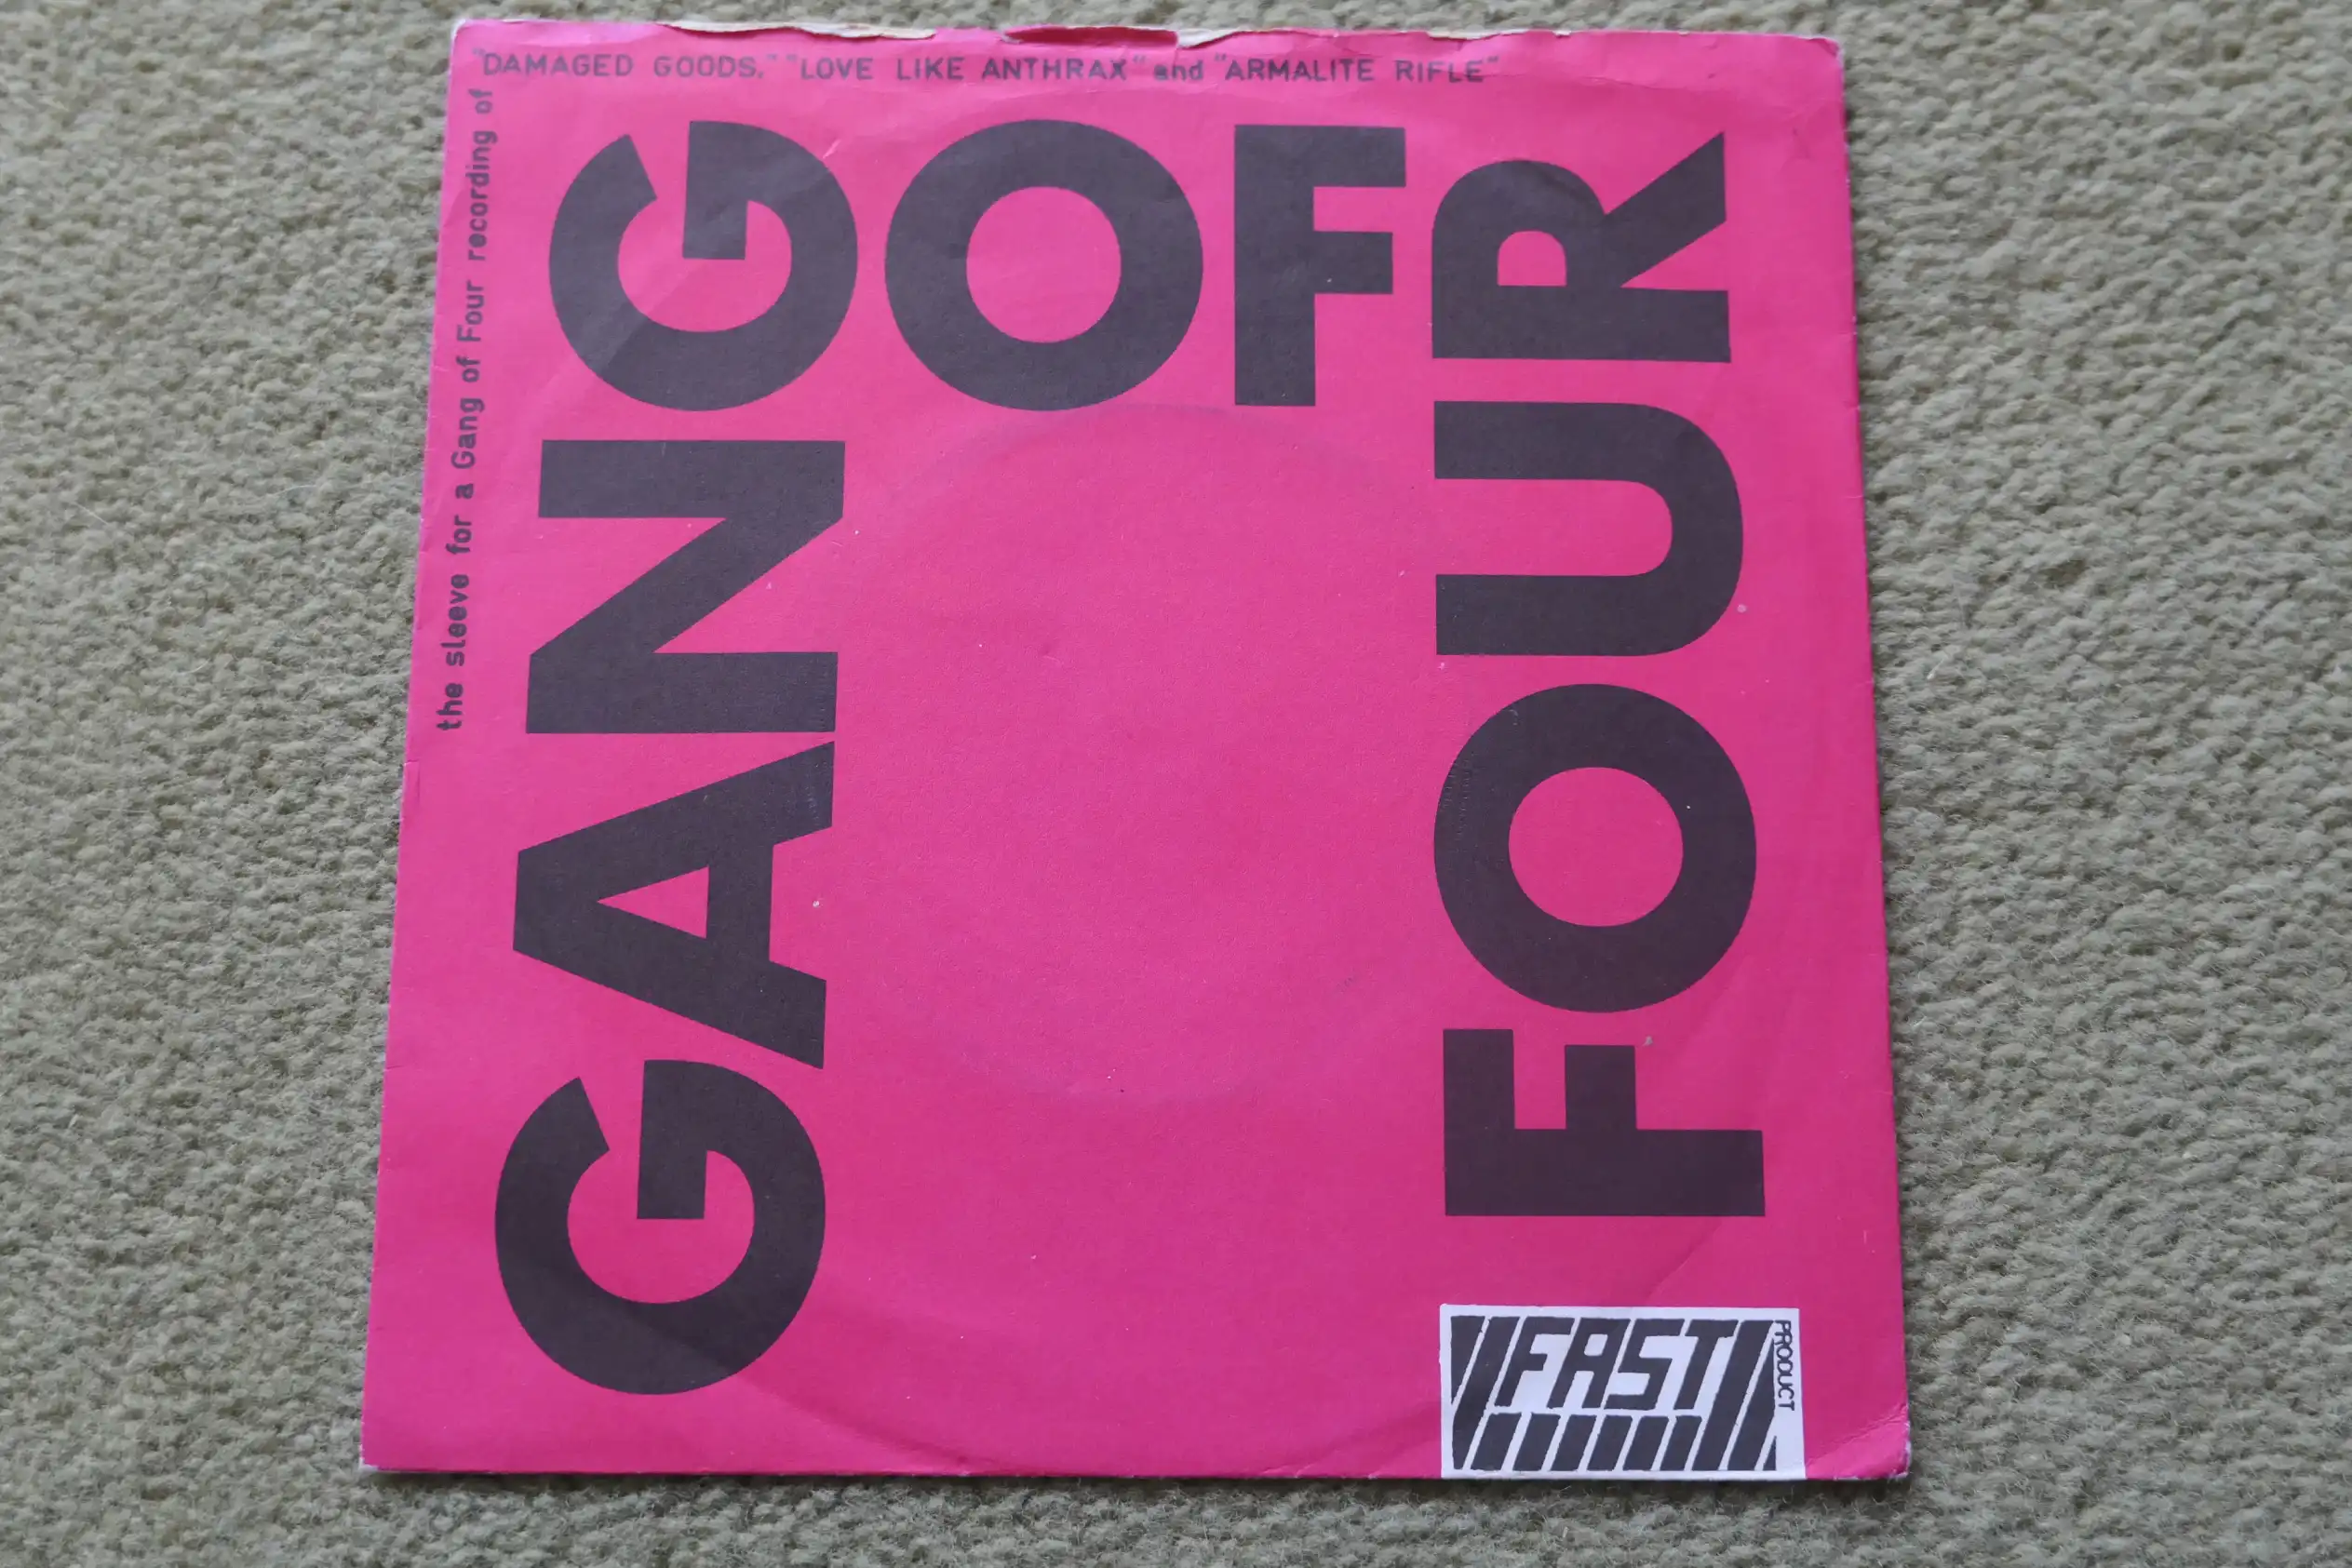 the sleeve for a Gang of Four recording of
"DAMAGED GOODS," "LOVE LIKE ANTHRAX" and "ARMALITE RIFLE"
GANG
OF
FOUR
FAST
PRODUCT